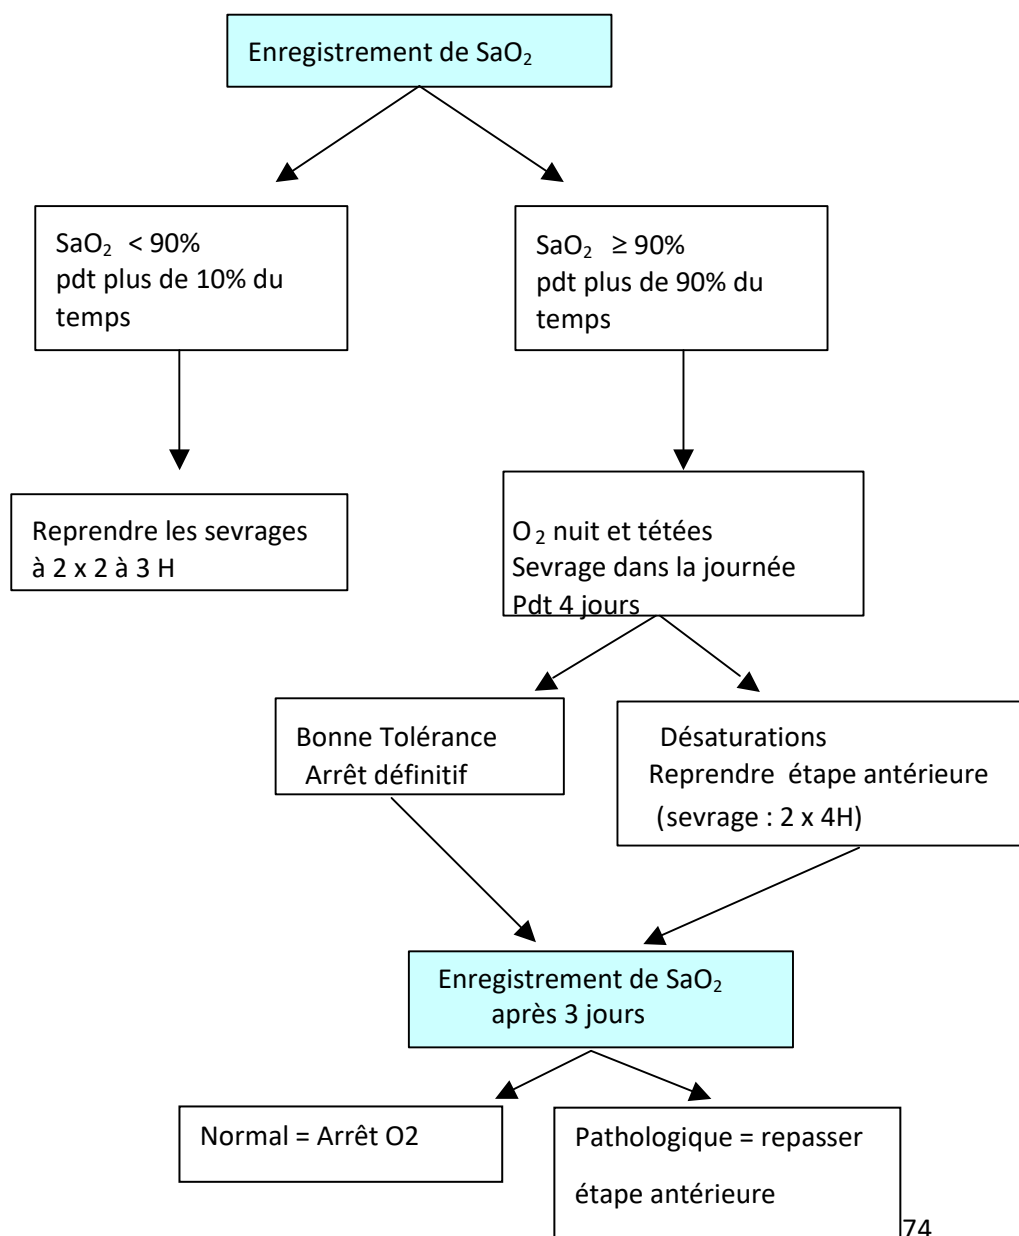 Enregistrement de SaO₂
SaO₂ < 90%
pdt plus de 10% du
temps
SaO₂ ≥ 90%
pdt plus de 90% du
temps
Reprendre les sevrages
à 2 x 2 à 3 H
O₂ nuit et tétées
Sevrage dans la journée
Pdt 4 jours
Bonne Tolérance
Arrêt définitif
Désaturations
Reprendre étape antérieure
(sevrage : 2 x 4H)
Enregistrement de SaO₂
après 3 jours
Normal = Arrêt O2
Pathologique = repasser
étape antérieure
74